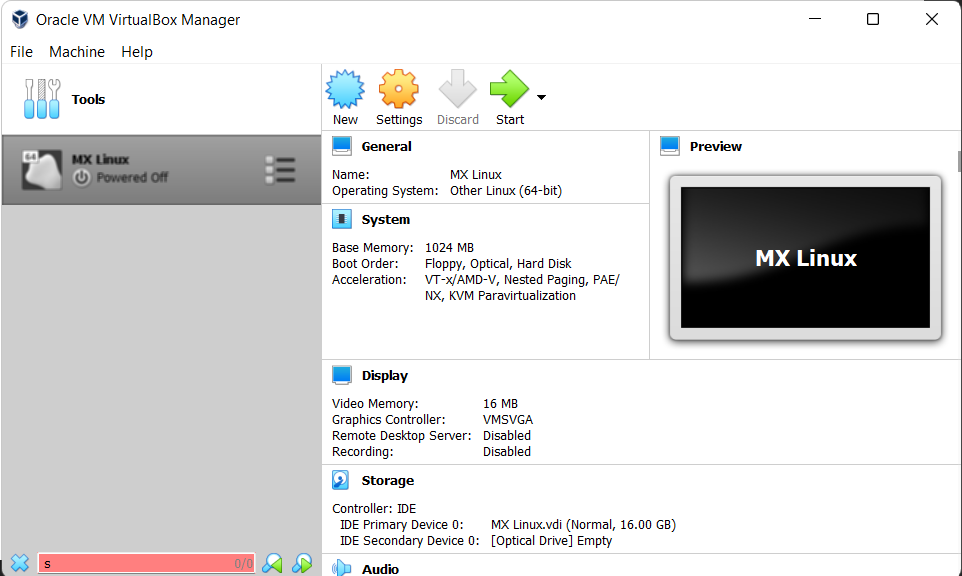 Oracle VM VirtualBox Manager
File Machine Help
Tools
New Settings Discard Start
64
MX Linux
Powered Off
General
Name: MX Linux
Operating System: Other Linux (64-bit)
Preview
MX Linux
System
Base Memory: 1024 MB
Boot Order: Floppy, Optical, Hard Disk
Acceleration: VT-x/AMD-V, Nested Paging, PAE/
NX, KVM Paravirtualization
Display
Video Memory: 16 MB
Graphics Controller: VMSVGA
Remote Desktop Server: Disabled
Recording: Disabled
Storage
Controller: IDE
IDE Primary Device 0: MX Linux.vdi (Normal, 16.00 GB)
IDE Secondary Device 0: [Optical Drive] Empty
Audio
s 0/0